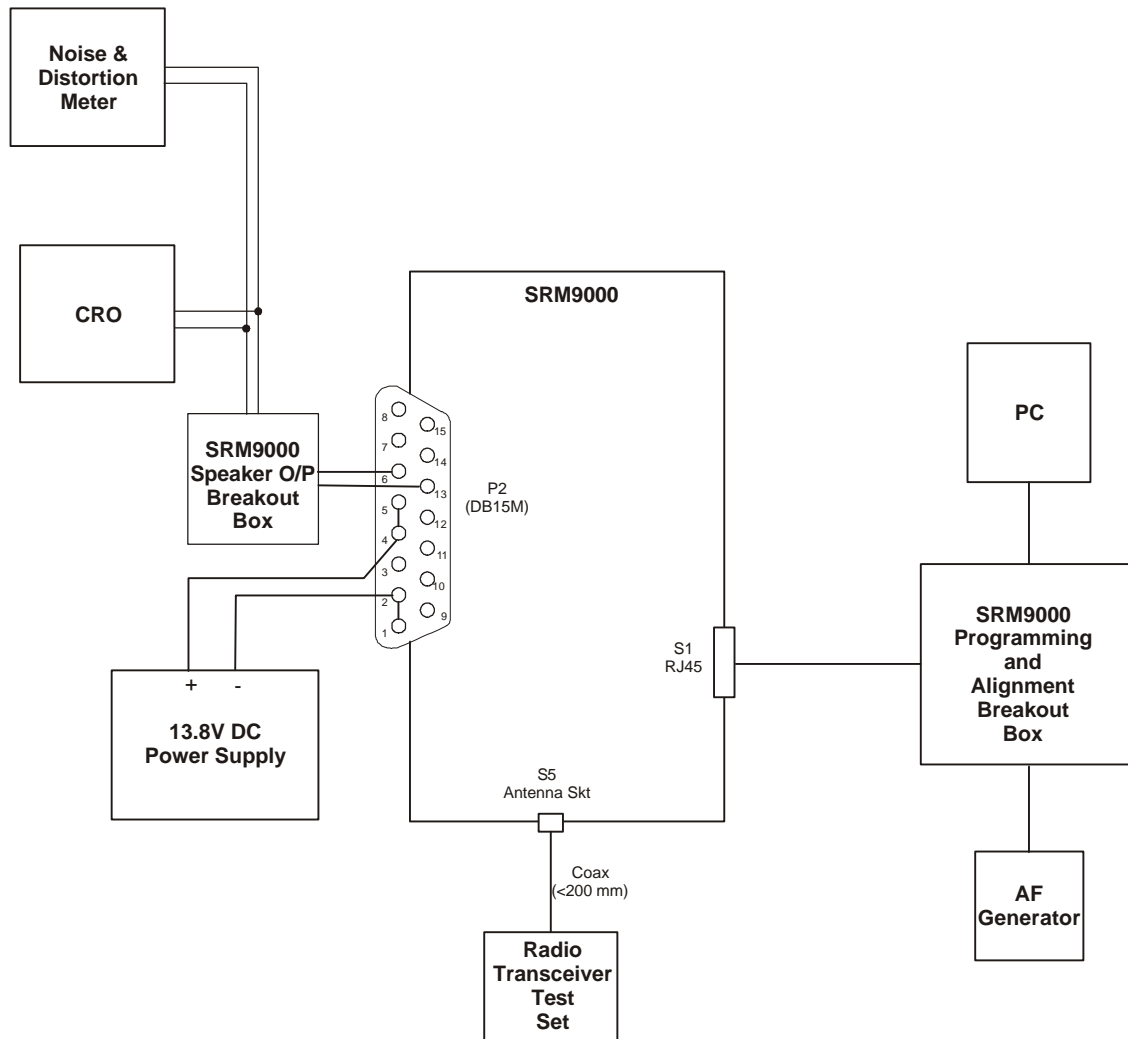 Noise &
Distortion
Meter
CRO
SRM9000
SRM9000
Speaker O/P
Breakout
Box
8
7
6
5
4
3
2
1
15
14
13
12
11
10
9
P2
(DB15M)
+ -
13.8V DC
Power Supply
S1
RJ45
PC
SRM9000
Programming
and
Alignment
Breakout
Box
AF
Generator
S5
Antenna Skt
Coax
(<200 mm)
Radio
Transceiver
Test
Set